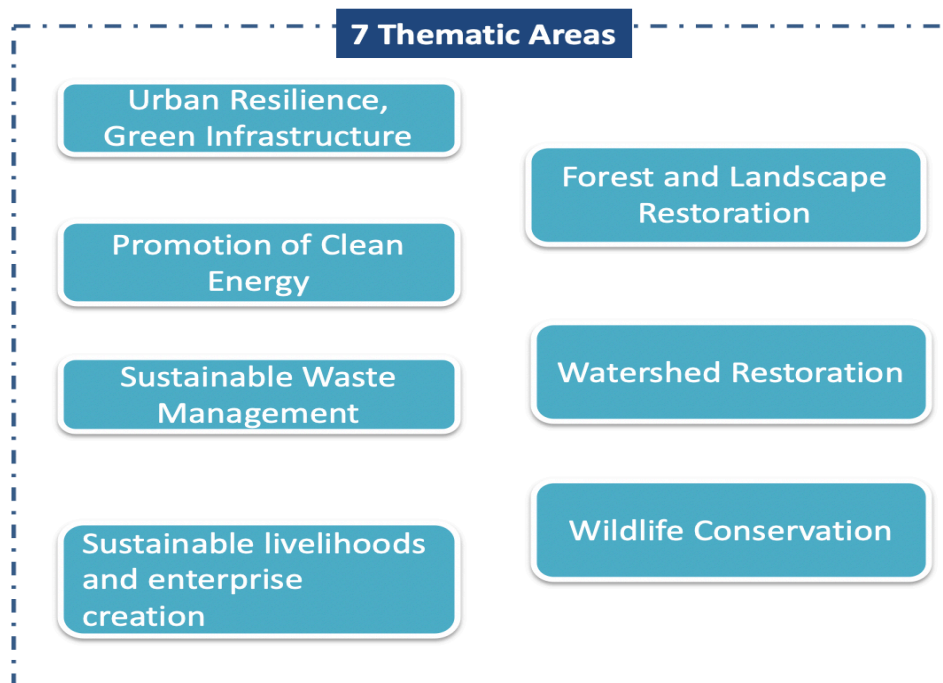 7 Thematic Areas
Urban Resilience,
Green Infrastructure
Promotion of Clean
Energy
Sustainable Waste
Management
Sustainable livelihoods
and enterprise
creation
Forest and Landscape
Restoration
Watershed Restoration
Wildlife Conservation